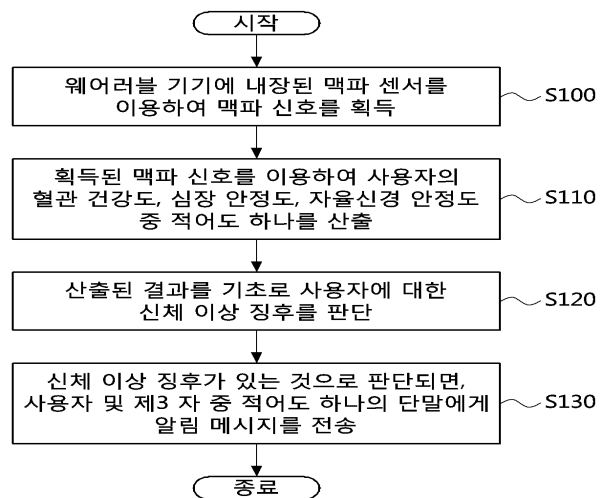 시작
웨어러블 기기에 내장된 맥파 센서를
이용하여 맥파 신호를 획득
S100
획득된 맥파 신호를 이용하여 사용자의
혈관 건강도, 심장 안정도, 자율신경 안정도
중 적어도 하나를 산출
S110
산출된 결과를 기초로 사용자에 대한
신체 이상 징후를 판단
S120
신체 이상 징후가 있는 것으로 판단되면,
사용자 및 제3 자 중 적어도 하나의 단말에게
알림 메시지를 전송
S130
종료